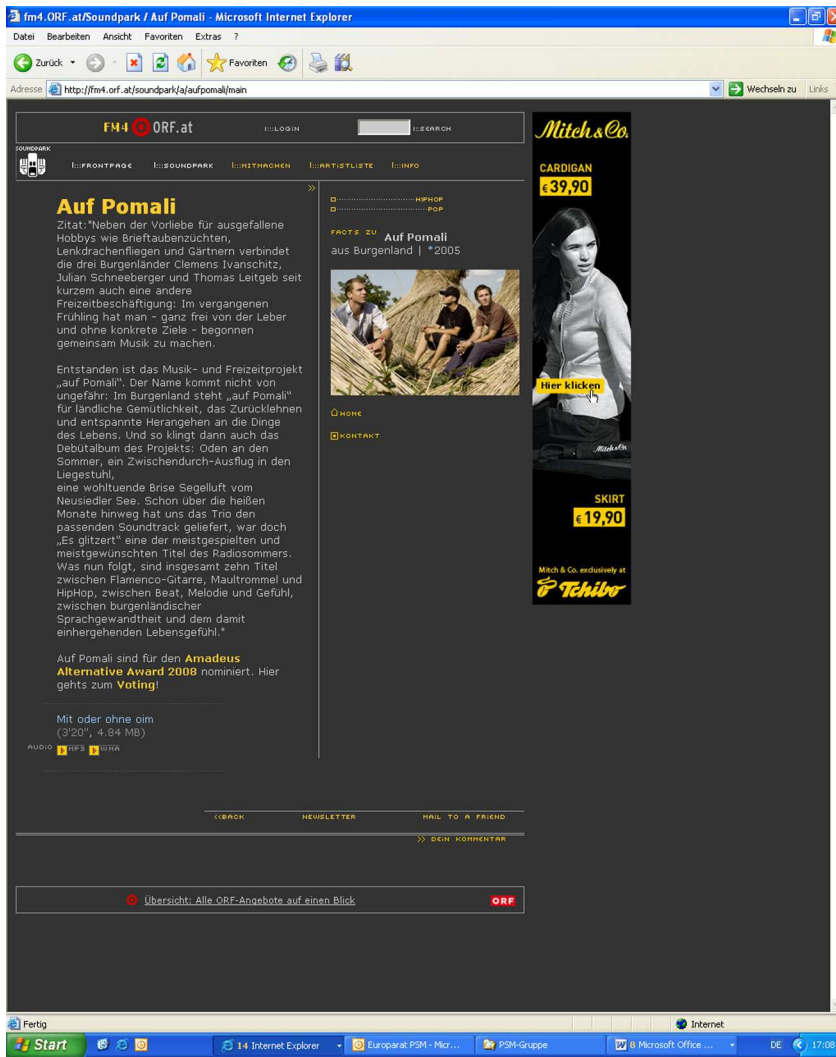 fm4.ORF.at/Soundpark / Auf Pomali - Microsoft Internet Explorer
Datei Bearbeiten Ansicht Favoriten Extras ?
Zurück Favoriten
Adresse http://fm4.orf.at/soundpark/a/aufpomali/main Wechseln zu Links
FM4 ORF.at LOGIN SEARCH
SOUNDPARK
FRONTPAGE SOUNDPARK MITMACHEN ARTISTLISTE INFO
»
Auf Pomali
Zitat:"Neben der Vorliebe für ausgefallene
Hobbys wie Brieftaubenzüchten,
Lenkdrachenfliegen und Gärtnern verbindet
die drei Burgenländer Clemens Ivanschitz,
Julian Schneeberger und Thomas Leitgeb seit
kurzem auch eine andere
Freizeitbeschäftigung: Im vergangenen
Frühling hat man – ganz frei von der Leber
und ohne konkrete Ziele – begonnen
gemeinsam Musik zu machen.
Entstanden ist das Musik- und Freizeitprojekt
„auf Pomali". Der Name kommt nicht von
ungefähr: Im Burgenland steht „auf Pomali"
für ländliche Gemütlichkeit, das Zurücklehnen
und entspannte Herangehen an die Dinge
des Lebens. Und so klingt dann auch das
Debütalbum des Projekts: Oden an den
Sommer, ein Zwischendurch-Ausflug in den
Liegestuhl,
eine wohltuende Brise Segelluft vom
Neusiedler See. Schon über die heißen
Monate hinweg hat uns das Trio den
passenden Soundtrack geliefert, war doch
„Es glitzert" eine der meistgespielten und
meistgewünschten Titel des Radiosommers.
Was nun folgt, sind insgesamt zehn Titel
zwischen Flamenco-Gitarre, Maultrommel und
HipHop, zwischen Beat, Melodie und Gefühl,
zwischen burgenländischer
Sprachgewandtheit und dem damit
einhergehenden Lebensgefühl."
Auf Pomali sind für den Amadeus
Alternative Award 2008 nominiert. Hier
gehts zum Voting!
Mit oder ohne oim
(3'20", 4.84 MB)
AUDIO MP3 WMA
HIPHOP
POP
FACTS ZU Auf Pomali
aus Burgenland | *2005
HOME
KONTAKT
Mitch & Co.
CARDIGAN
€ 39,90
Hier klicken
Mitch & Co.
SKIRT
€ 19,90
Mitch & Co. exclusively at
Tchibo
<<BACK NEWSLETTER MAIL TO A FRIEND
>> DEIN KOMMENTAR
Übersicht: Alle ORF-Angebote auf einen Blick ORF
Fertig Internet
Start 14 Internet Explorer Europarat PSM - Micr... PSM-Gruppe 8 Microsoft Office ... DE 17:08